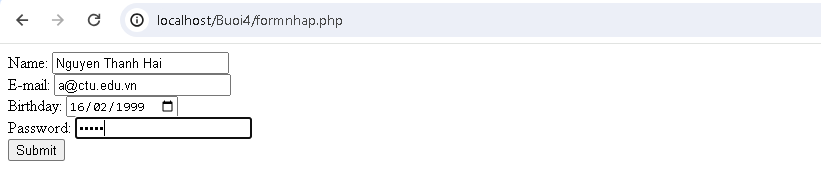 localhost/Buoi4/formnhap.php
Name: Nguyen Thanh Hai
E-mail: a@ctu.edu.vn
Birthday: 16/02/1999
Password: •••••
Submit